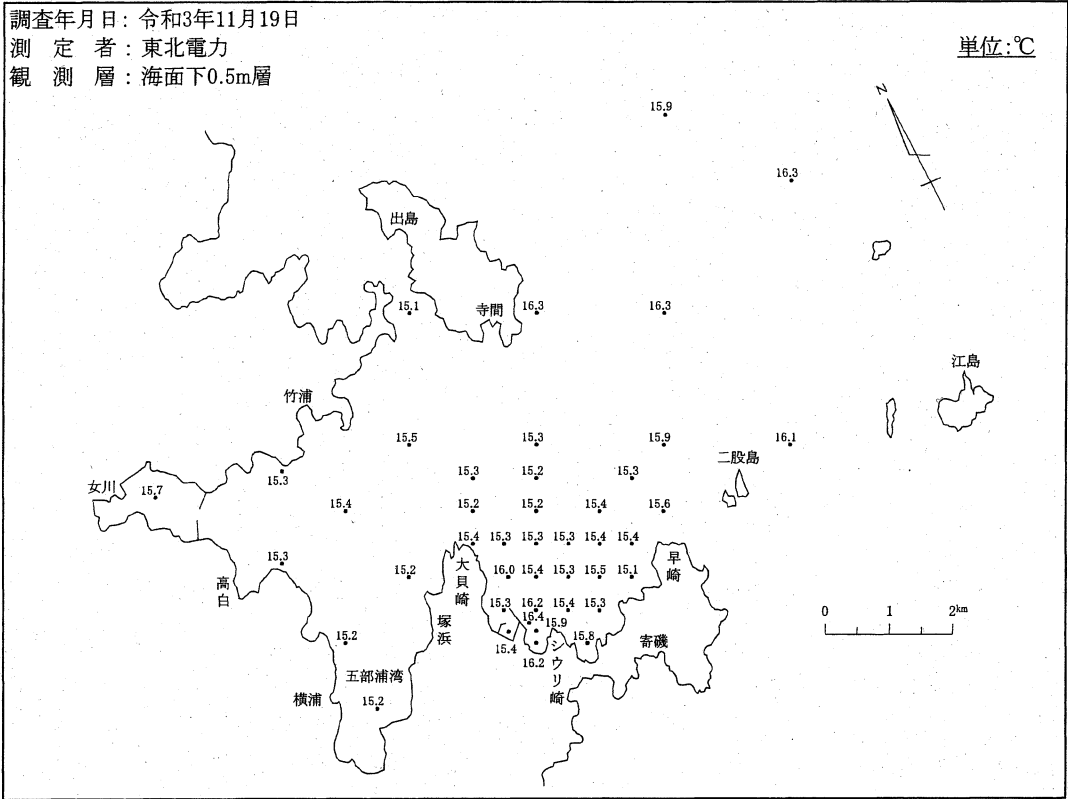 調査年月日：令和3年11月19日
測定者：東北電力
単位：℃
観測層：海面下0.5m層
N
15.9
16.3
出島
15.1
寺間
16.3
16.3
江島
竹浦
15.5
15.3
15.9
16.1
二股島
15.3
15.3
15.2
15.3
女川
15.7
15.4
15.2
15.2
15.4
15.6
15.4
15.3
15.3
15.3
15.4
15.4
15.3
15.2
大貝崎
16.0
15.4
15.3
15.5
15.1
早崎
高白
15.3
16.2
15.4
15.3
0
1
2km
16.4
15.9
塚浜
15.2
15.4
16.2
シウリ崎
15.8
寄磯
五部浦湾
横浦
15.2